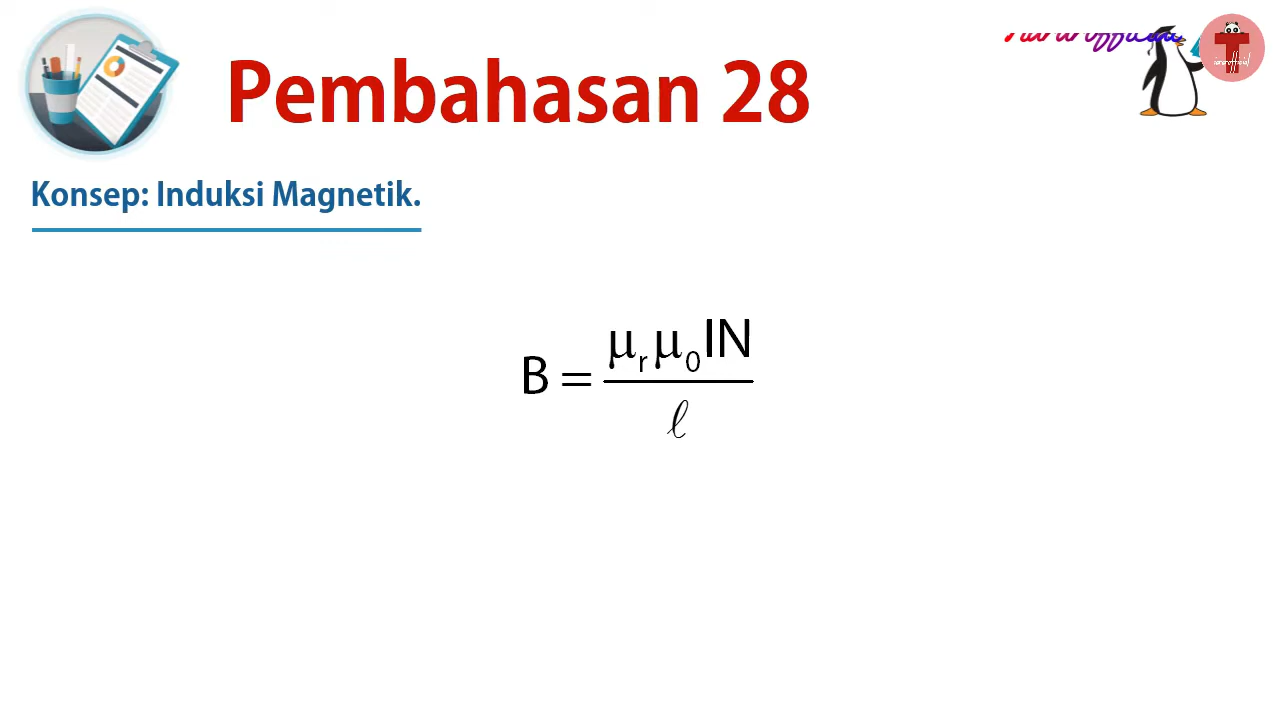 Pembahasan 28
Konsep: Induksi Magnetik.
B = μrμ0IN / ℓ
T